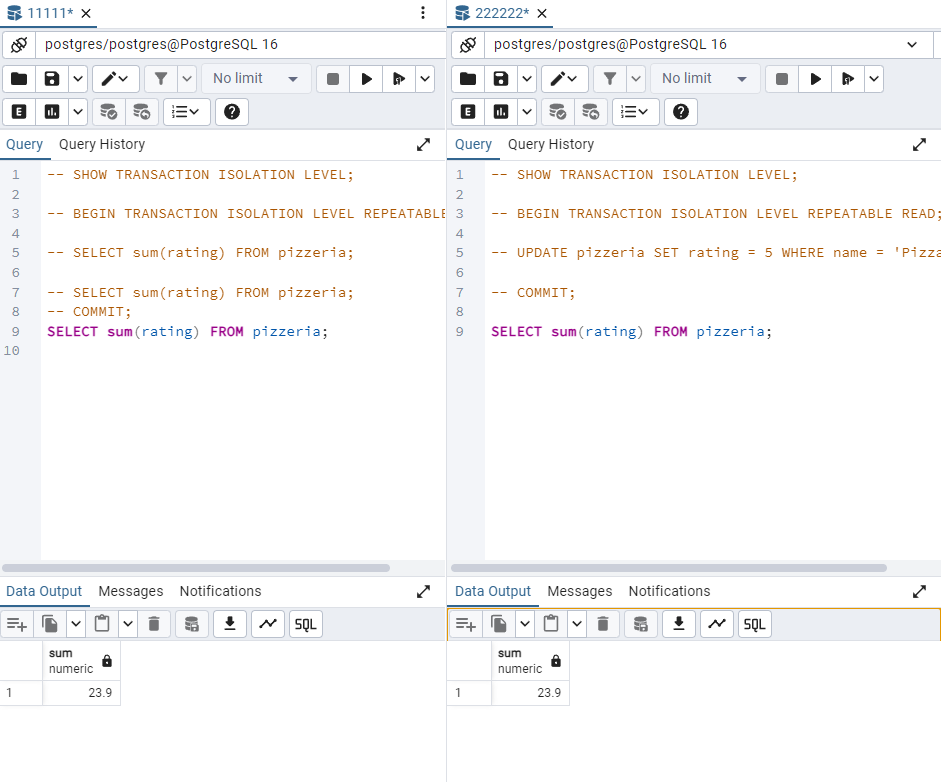 11111*
postgres/postgres@PostgreSQL 16
No limit
E
Query Query History
1 -- SHOW TRANSACTION ISOLATION LEVEL;
2
3 -- BEGIN TRANSACTION ISOLATION LEVEL REPEATABLE
4
5 -- SELECT sum(rating) FROM pizzeria;
6
7 -- SELECT sum(rating) FROM pizzeria;
8 -- COMMIT;
9 SELECT sum(rating) FROM pizzeria;
10
Data Output Messages Notifications
SQL
sum
numeric
1 23.9
222222*
postgres/postgres@PostgreSQL 16
No limit
E
Query Query History
1 -- SHOW TRANSACTION ISOLATION LEVEL;
2
3 -- BEGIN TRANSACTION ISOLATION LEVEL REPEATABLE READ;
4
5 -- UPDATE pizzeria SET rating = 5 WHERE name = 'Pizza
6
7 -- COMMIT;
8
9 SELECT sum(rating) FROM pizzeria;
Data Output Messages Notifications
SQL
sum
numeric
1 23.9